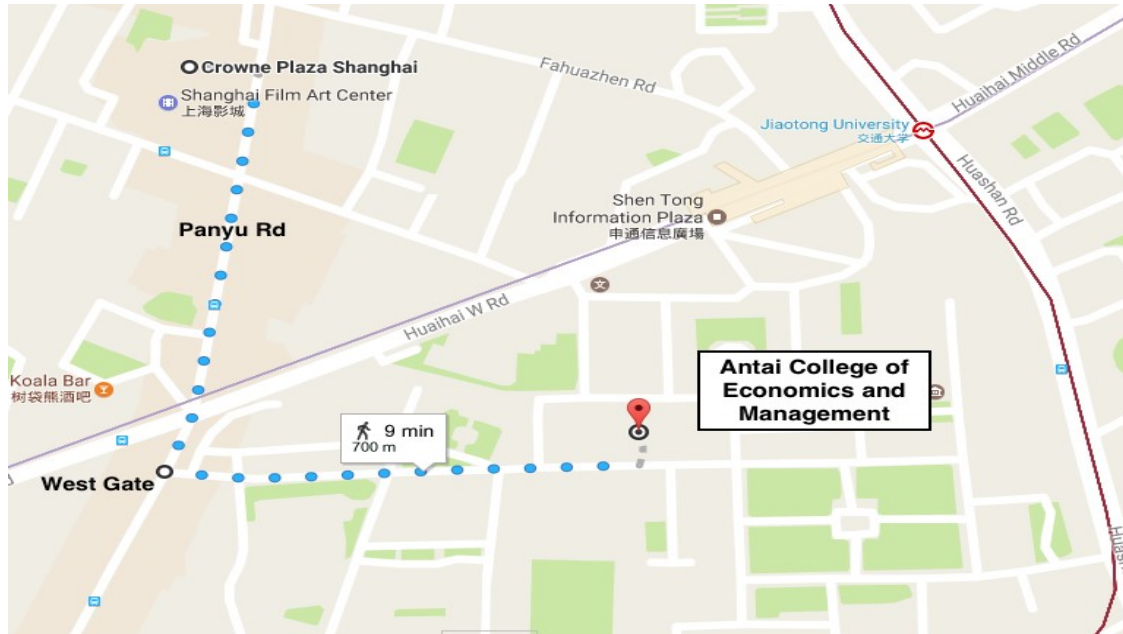 Crowne Plaza Shanghai
Shanghai Film Art Center
上海影城
Fahuazhen Rd
Huaihai Middle Rd
Jiaotong University
交通大学
Huashan Rd
Shen Tong
Information Plaza
申通信息廣場
Panyu Rd
文
Huaihai W Rd
Koala Bar
树袋熊酒吧
Antai College of
Economics and
Management
9 min
700 m
West Gate